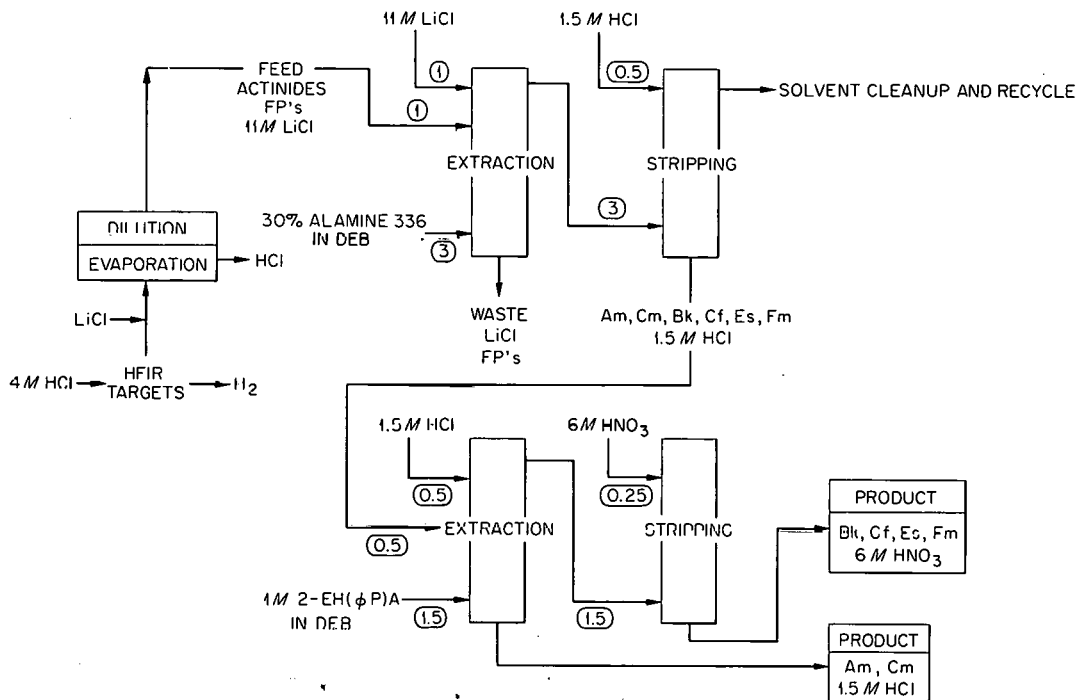 11 M LiCl
1.5 M HCl
1
0.5
FEED
ACTINIDES
FP's
11 M LiCl
1
SOLVENT CLEANUP AND RECYCLE
EXTRACTION
STRIPPING
30% ALAMINE 336
IN DEB
3
3
DILUTION
EVAPORATION
HCl
LiCl
WASTE
LiCl
FP's
Am, Cm, Bk, Cf, Es, Fm
1.5 M HCl
4 M HCl
HFIR
TARGETS
H2
1.5 M HCl
6 M HNO3
0.5
0.25
EXTRACTION
STRIPPING
0.5
PRODUCT
Bk, Cf, Es, Fm
6 M HNO3
1 M 2-EH(ϕP)A
IN DEB
1.5
1.5
PRODUCT
Am, Cm
1.5 M HCl